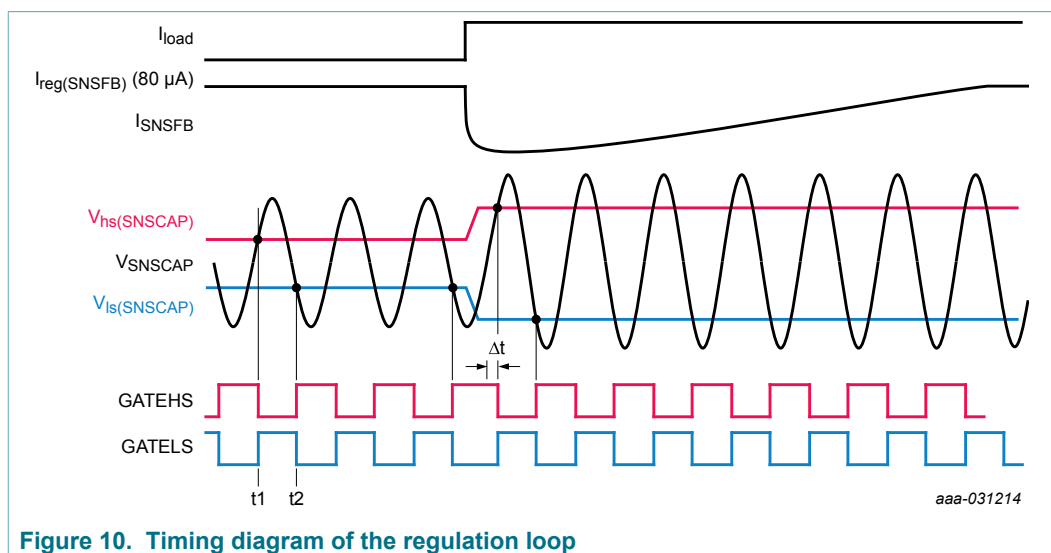 Iload
Ireg(SNSFB) (80 µA)
ISNSFB
Vhs(SNSCAP)
VSNSCAP
Vls(SNSCAP)
Δt
GATEHS
GATELS
t1 t2
aaa-031214
Figure 10. Timing diagram of the regulation loop